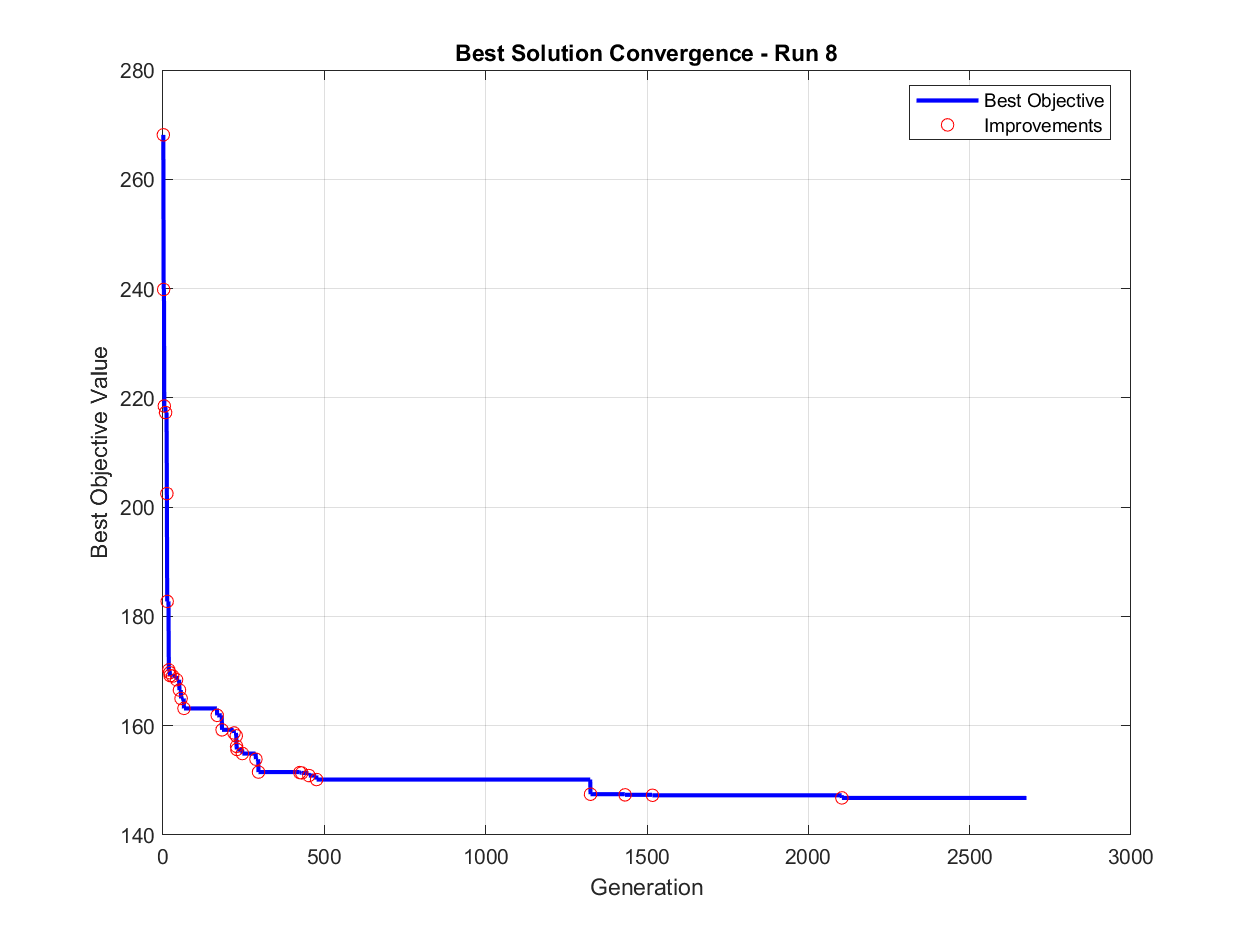 Best Solution Convergence - Run 8
280
260
240
220
200
180
160
140
Best Objective Value
Best Objective
Improvements
0 500 1000 1500 2000 2500 3000
Generation